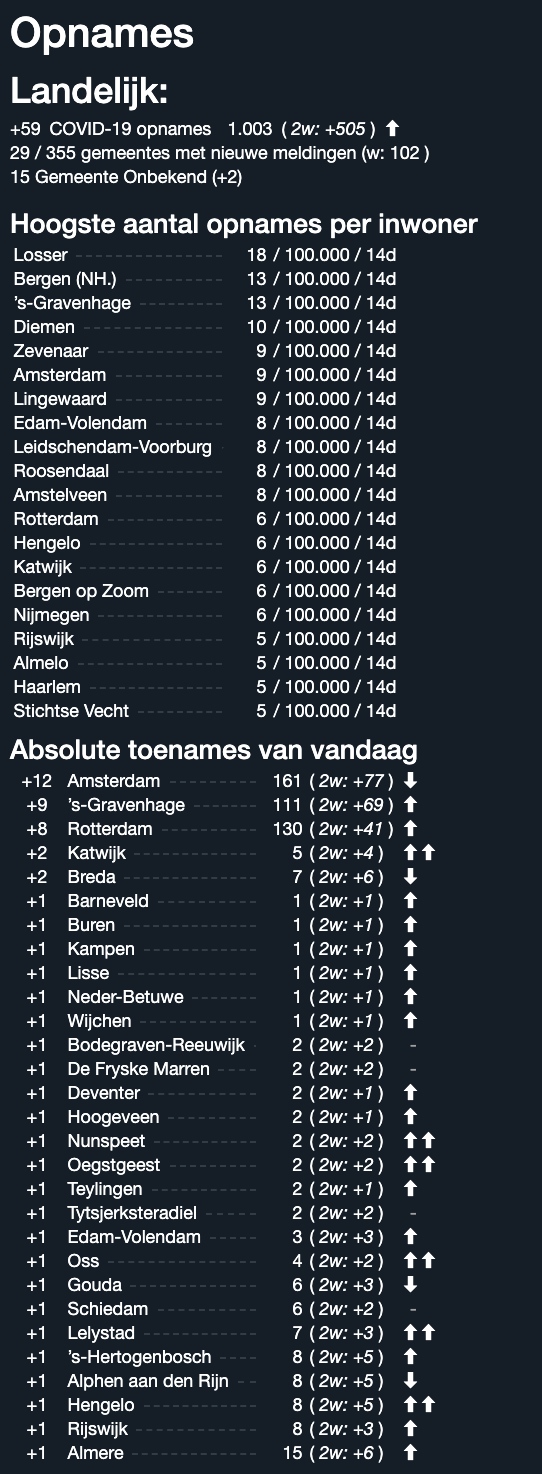 Opnames
Landelijk:
+59 COVID-19 opnames 1.003 ( 2w: +505 ) ⬆
29 / 355 gemeentes met nieuwe meldingen (w: 102 )
15 Gemeente Onbekend (+2)
Hoogste aantal opnames per inwoner
Losser 18 / 100.000 / 14d
Bergen (NH.) 13 / 100.000 / 14d
’s-Gravenhage 13 / 100.000 / 14d
Diemen 10 / 100.000 / 14d
Zevenaar 9 / 100.000 / 14d
Amsterdam 9 / 100.000 / 14d
Lingewaard 9 / 100.000 / 14d
Edam-Volendam 8 / 100.000 / 14d
Leidschendam-Voorburg 8 / 100.000 / 14d
Roosendaal 8 / 100.000 / 14d
Amstelveen 8 / 100.000 / 14d
Rotterdam 6 / 100.000 / 14d
Hengelo 6 / 100.000 / 14d
Katwijk 6 / 100.000 / 14d
Bergen op Zoom 6 / 100.000 / 14d
Nijmegen 6 / 100.000 / 14d
Rijswijk 5 / 100.000 / 14d
Almelo 5 / 100.000 / 14d
Haarlem 5 / 100.000 / 14d
Stichtse Vecht 5 / 100.000 / 14d
Absolute toenames van vandaag
+12 Amsterdam 161 ( 2w: +77 ) ⬇
+9 ’s-Gravenhage 111 ( 2w: +69 ) ⬆
+8 Rotterdam 130 ( 2w: +41 ) ⬆
+2 Katwijk 5 ( 2w: +4 ) ⬆⬆
+2 Breda 7 ( 2w: +6 ) ⬇
+1 Barneveld 1 ( 2w: +1 ) ⬆
+1 Buren 1 ( 2w: +1 ) ⬆
+1 Kampen 1 ( 2w: +1 ) ⬆
+1 Lisse 1 ( 2w: +1 ) ⬆
+1 Neder-Betuwe 1 ( 2w: +1 ) ⬆
+1 Wijchen 1 ( 2w: +1 ) ⬆
+1 Bodegraven-Reeuwijk 2 ( 2w: +2 ) -
+1 De Fryske Marren 2 ( 2w: +2 ) -
+1 Deventer 2 ( 2w: +1 ) ⬆
+1 Hoogeveen 2 ( 2w: +1 ) ⬆
+1 Nunspeet 2 ( 2w: +2 ) ⬆⬆
+1 Oegstgeest 2 ( 2w: +2 ) ⬆⬆
+1 Teylingen 2 ( 2w: +1 ) ⬆
+1 Tytsjerksteradiel 2 ( 2w: +2 ) -
+1 Edam-Volendam 3 ( 2w: +3 ) ⬆
+1 Oss 4 ( 2w: +2 ) ⬆⬆
+1 Gouda 6 ( 2w: +3 ) ⬇
+1 Schiedam 6 ( 2w: +2 ) -
+1 Lelystad 7 ( 2w: +3 ) ⬆⬆
+1 ’s-Hertogenbosch 8 ( 2w: +5 ) ⬆
+1 Alphen aan den Rijn 8 ( 2w: +5 ) ⬇
+1 Hengelo 8 ( 2w: +5 ) ⬆⬆
+1 Rijswijk 8 ( 2w: +3 ) ⬆
+1 Almere 15 ( 2w: +6 ) ⬆